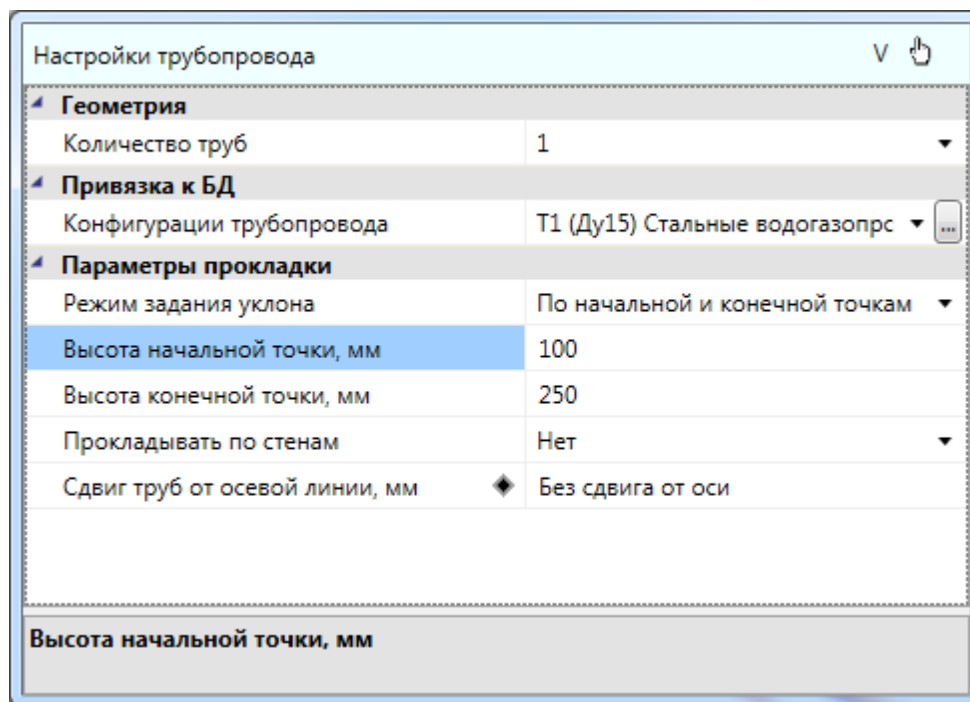 Настройки трубопровода V
Геометрия
Количество труб 1
Привязка к БД
Конфигурации трубопровода Т1 (Ду15) Стальные водогазопрс ...
Параметры прокладки
Режим задания уклона По начальной и конечной точкам
Высота начальной точки, мм 100
Высота конечной точки, мм 250
Прокладывать по стенам Нет
Сдвиг труб от осевой линии, мм Без сдвига от оси
Высота начальной точки, мм